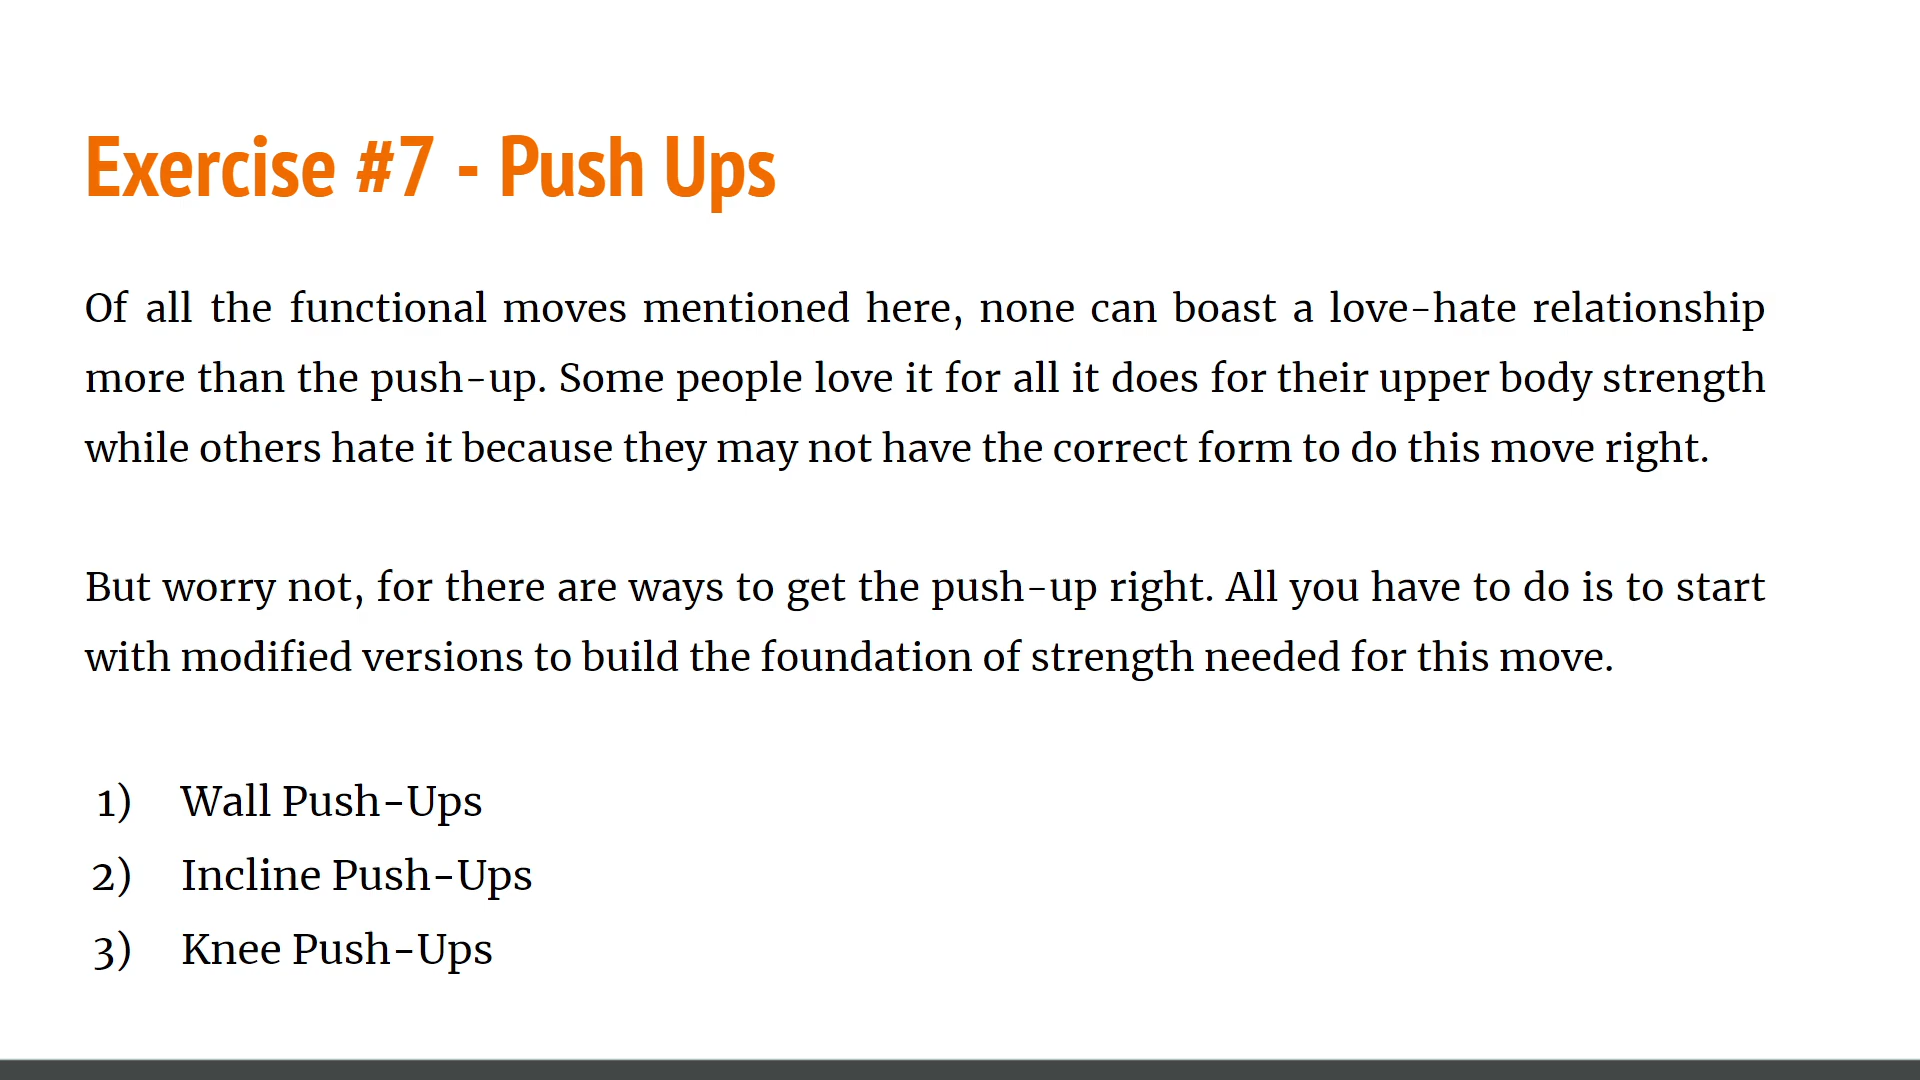 Exercise #7 - Push Ups
Of all the functional moves mentioned here, none can boast a love-hate relationship
more than the push-up. Some people love it for all it does for their upper body strength
while others hate it because they may not have the correct form to do this move right.
But worry not, for there are ways to get the push-up right. All you have to do is to start
with modified versions to build the foundation of strength needed for this move.
1) Wall Push-Ups
2) Incline Push-Ups
3) Knee Push-Ups